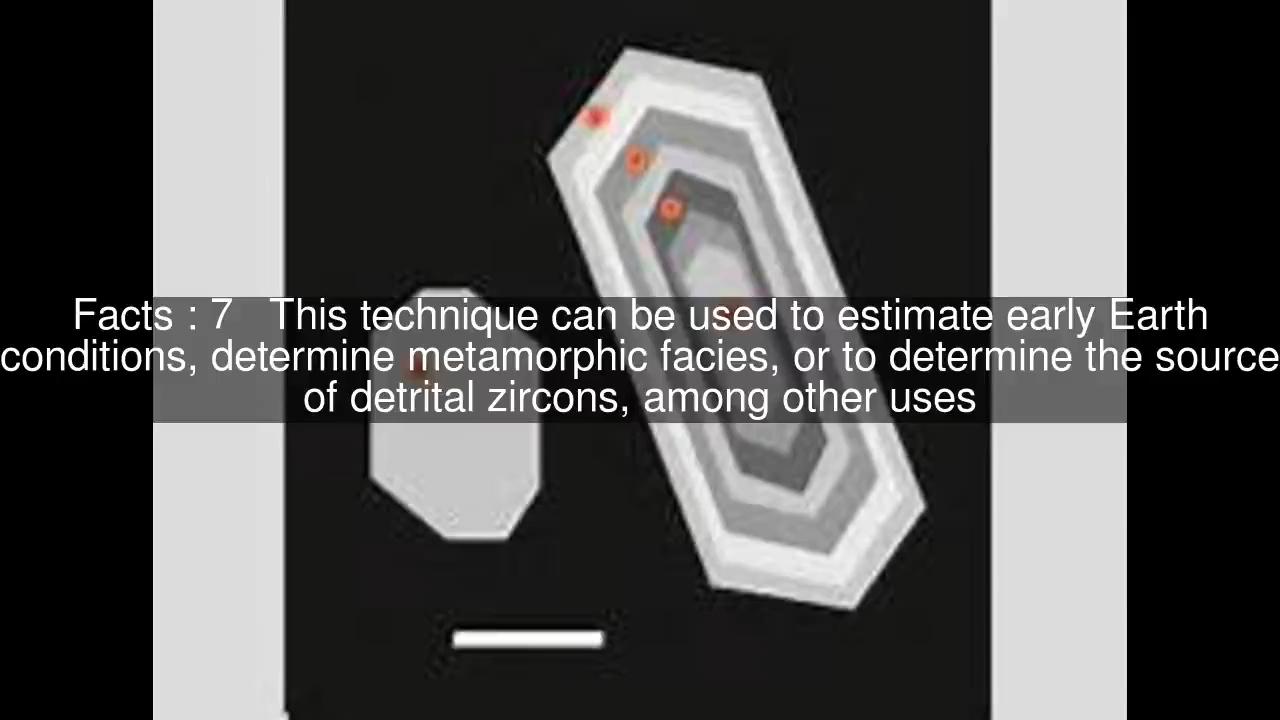 Facts : 7   This technique can be used to estimate early Earth
conditions, determine metamorphic facies, or to determine the source
of detrital zircons, among other uses